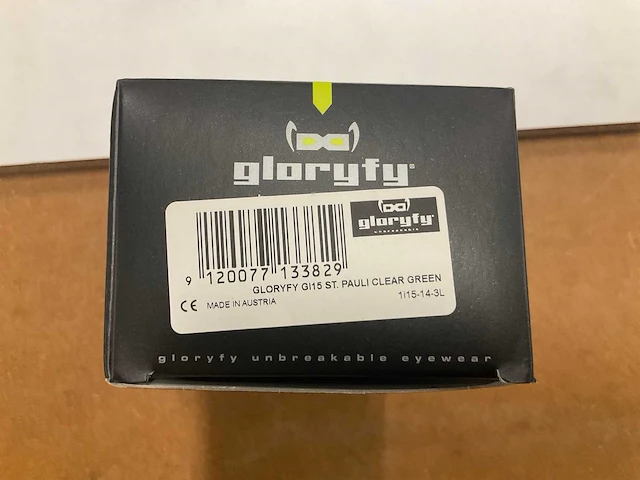 gloryfy®
gloryfy®
unbreakable
9 120077 133829
GLORYFY GI15 ST. PAULI CLEAR GREEN
CE MADE IN AUSTRIA
1i15-14-3L
gloryfy unbreakable eyewear